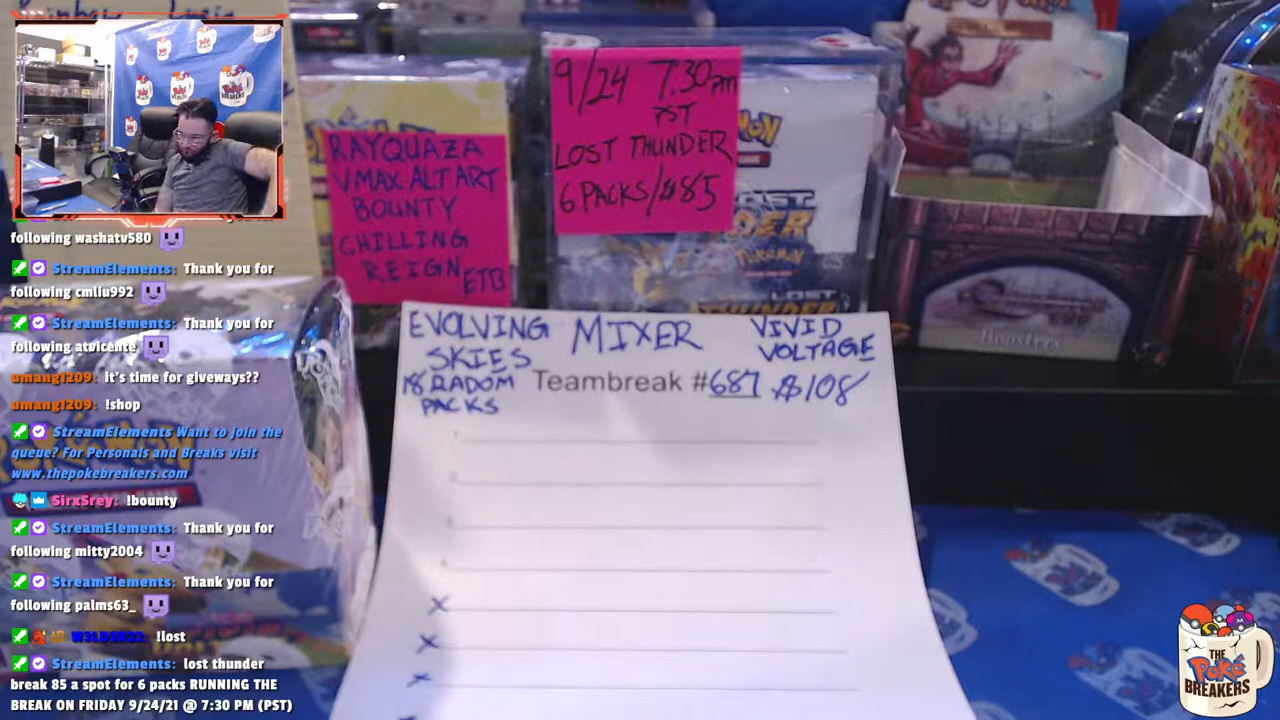 following washatv580
StreamElements: Thank you for
following cmliu992
StreamElements: Thank you for
following atvicente
umang1209: it's time for giveways??
umang1209: !shop
StreamElements Want to join the
queue? For Personals and Breaks visit
www.thepokebreakers.com
SirxSrey: !bounty
StreamElements: Thank you for
following mitty2004
StreamElements: Thank you for
following palms63_
!lost
StreamElements: lost thunder
break 85 a spot for 6 packs RUNNING THE
BREAK ON FRIDAY 9/24/21 @ 7:30 PM (PST)
RAYQUAZA
VMAX ALT ART
BOUNTY
CHILLING
REIGN ETB
9/24 7:30pm
PST
LOST THUNDER
6 PACKS/$85
LOST
THUNDER
EVOLVING MIXER VIVID
SKIES VOLTAGE
18 RADOM Teambreak #687 $108
PACKS
X
X
X
THE
Poké
BREAKERS